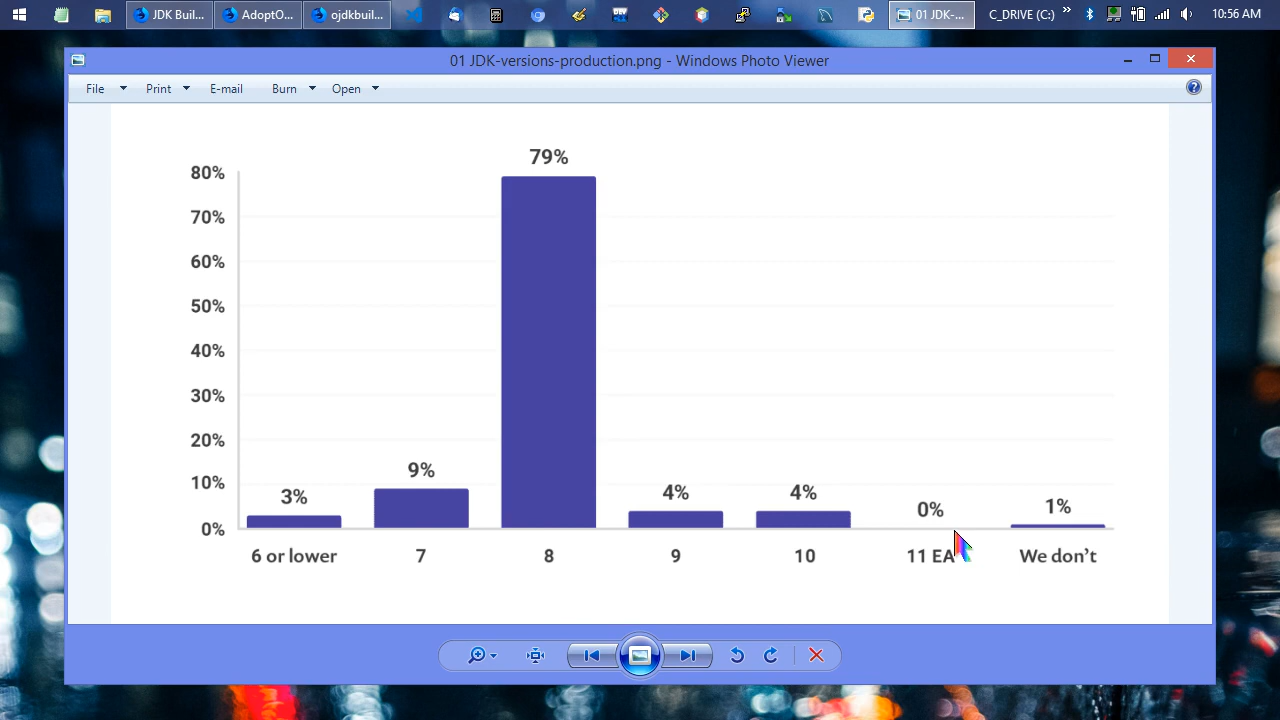 JDK Buil... AdoptO... ojdkbuil... 01 JDK-... C_DRIVE (C:) 10:56 AM
01 JDK-versions-production.png - Windows Photo Viewer
File Print E-mail Burn Open
79%
80%
70%
60%
50%
40%
30%
20%
9%
10%
3% 4% 4% 0% 1%
0%
6 or lower 7 8 9 10 11 EA We don't